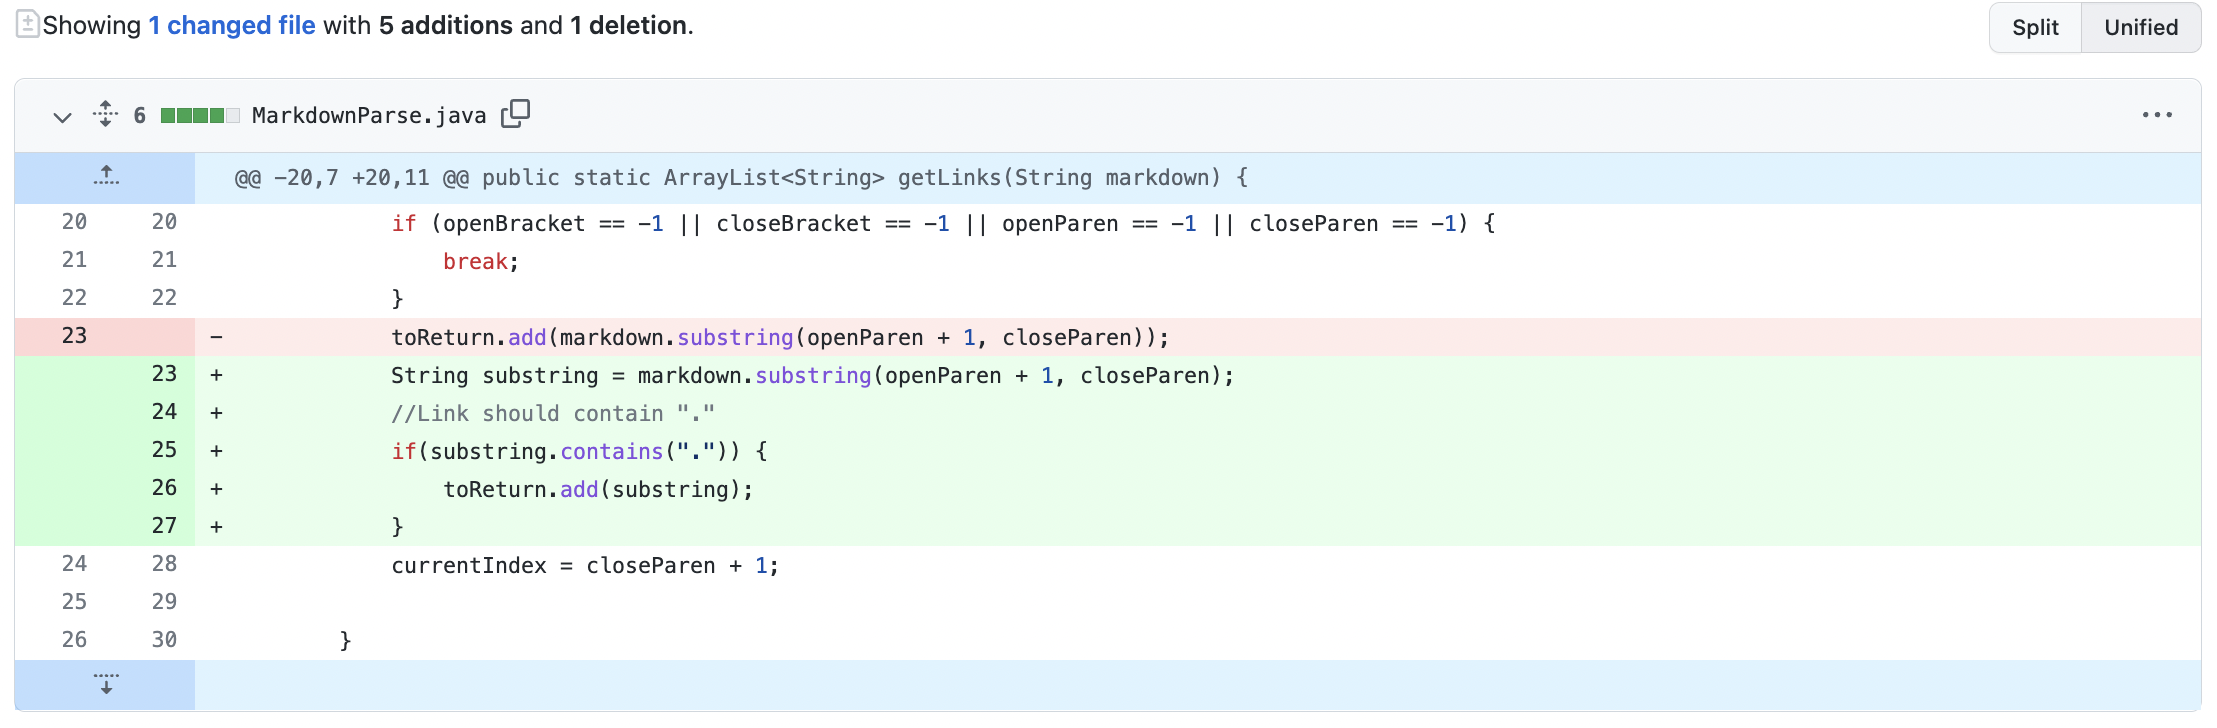 Showing 1 changed file with 5 additions and 1 deletion.
Split Unified
6 MarkdownParse.java
@@ -20,7 +20,11 @@ public static ArrayList<String> getLinks(String markdown) {
20 20 if (openBracket == -1 || closeBracket == -1 || openParen == -1 || closeParen == -1) {
21 21 break;
22 22 }
23 - toReturn.add(markdown.substring(openParen + 1, closeParen));
23 + String substring = markdown.substring(openParen + 1, closeParen);
24 + //Link should contain "."
25 + if(substring.contains(".")) {
26 + toReturn.add(substring);
27 + }
24 28 currentIndex = closeParen + 1;
25 29
26 30 }